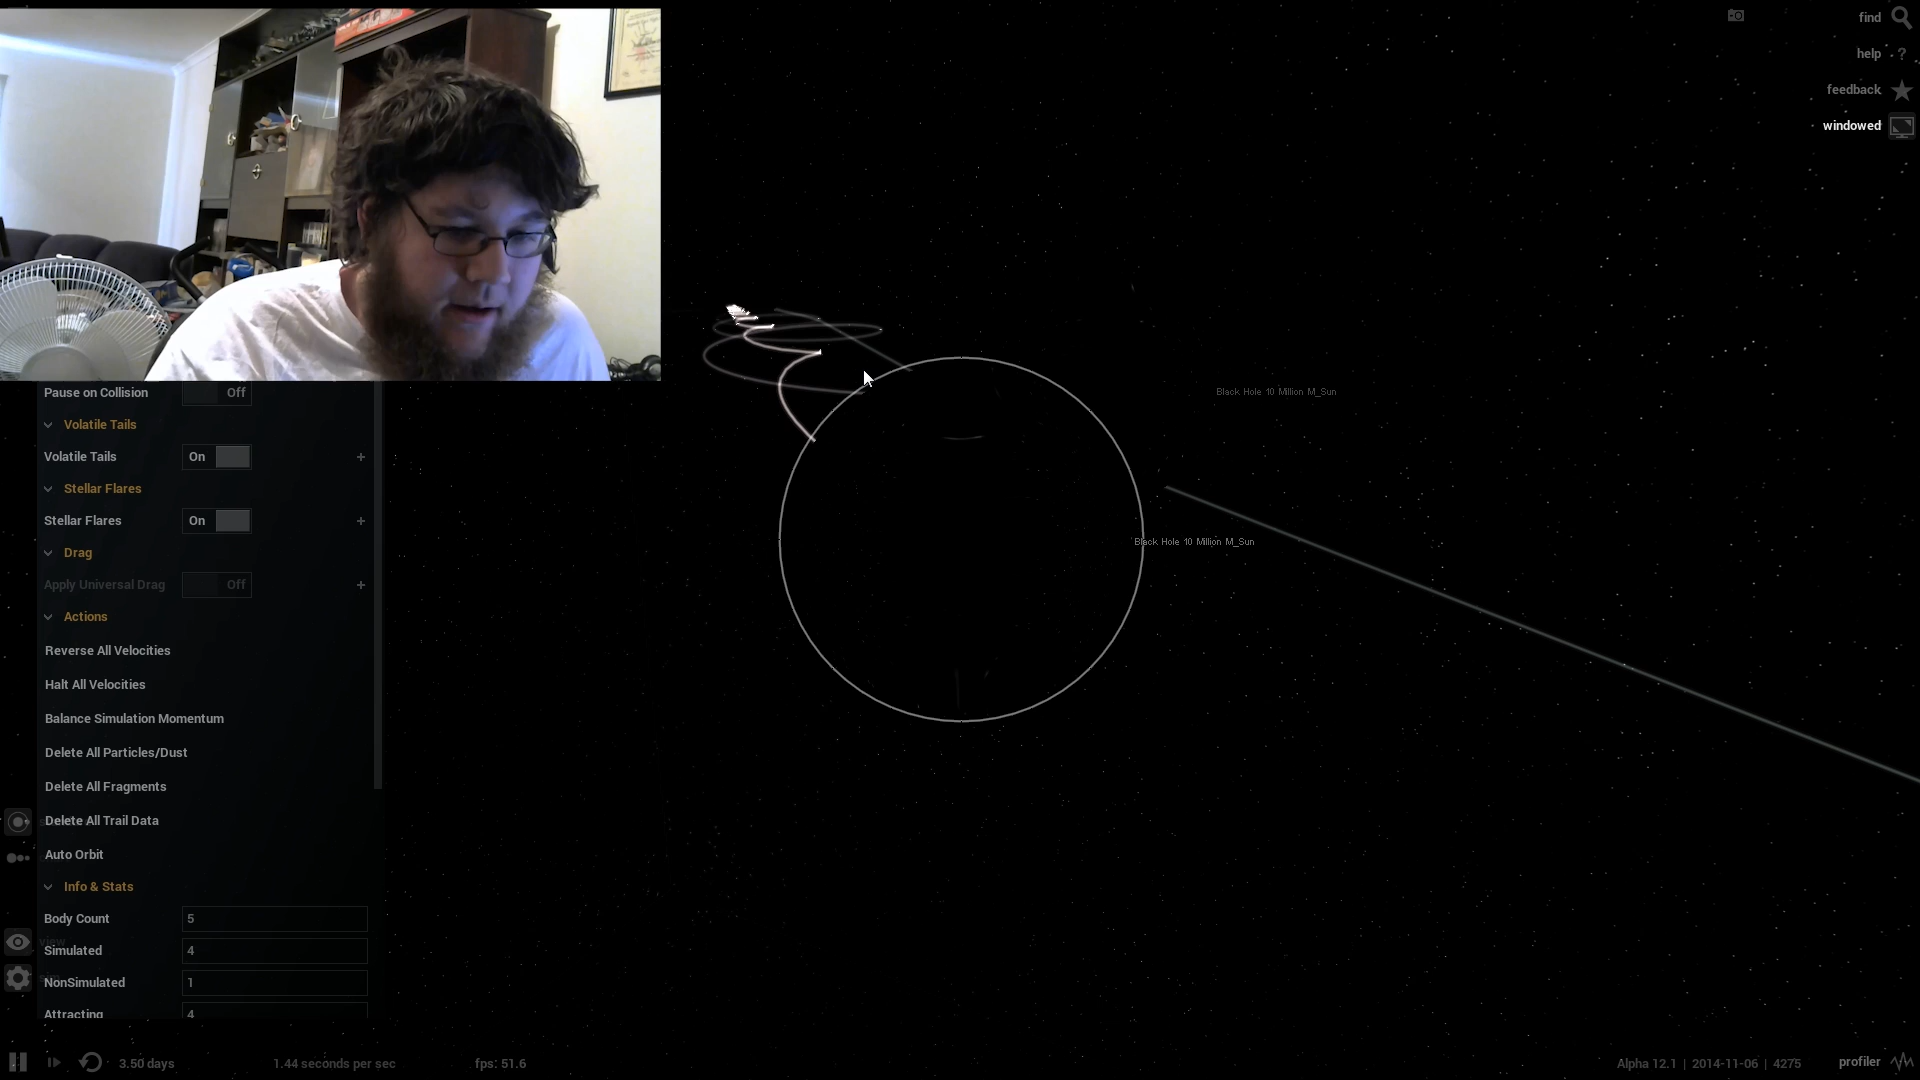 find
help ?
feedback
windowed
Black Hole 10 Million M_Sun
Black Hole 10 Million M_Sun
Pause on Collision Off
Volatile Tails
Volatile Tails On +
Stellar Flares
Stellar Flares On +
Drag
Apply Universal Drag Off +
Actions
Reverse All Velocities
Halt All Velocities
Balance Simulation Momentum
Delete All Particles/Dust
Delete All Fragments
Delete All Trail Data
Auto Orbit
Info & Stats
Body Count 5
view
Simulated 4
NonSimulated 1
Attracting 4
3.50 days 1.44 seconds per sec fps: 51.6 Alpha 12.1 | 2014-11-06 | 4275 profiler